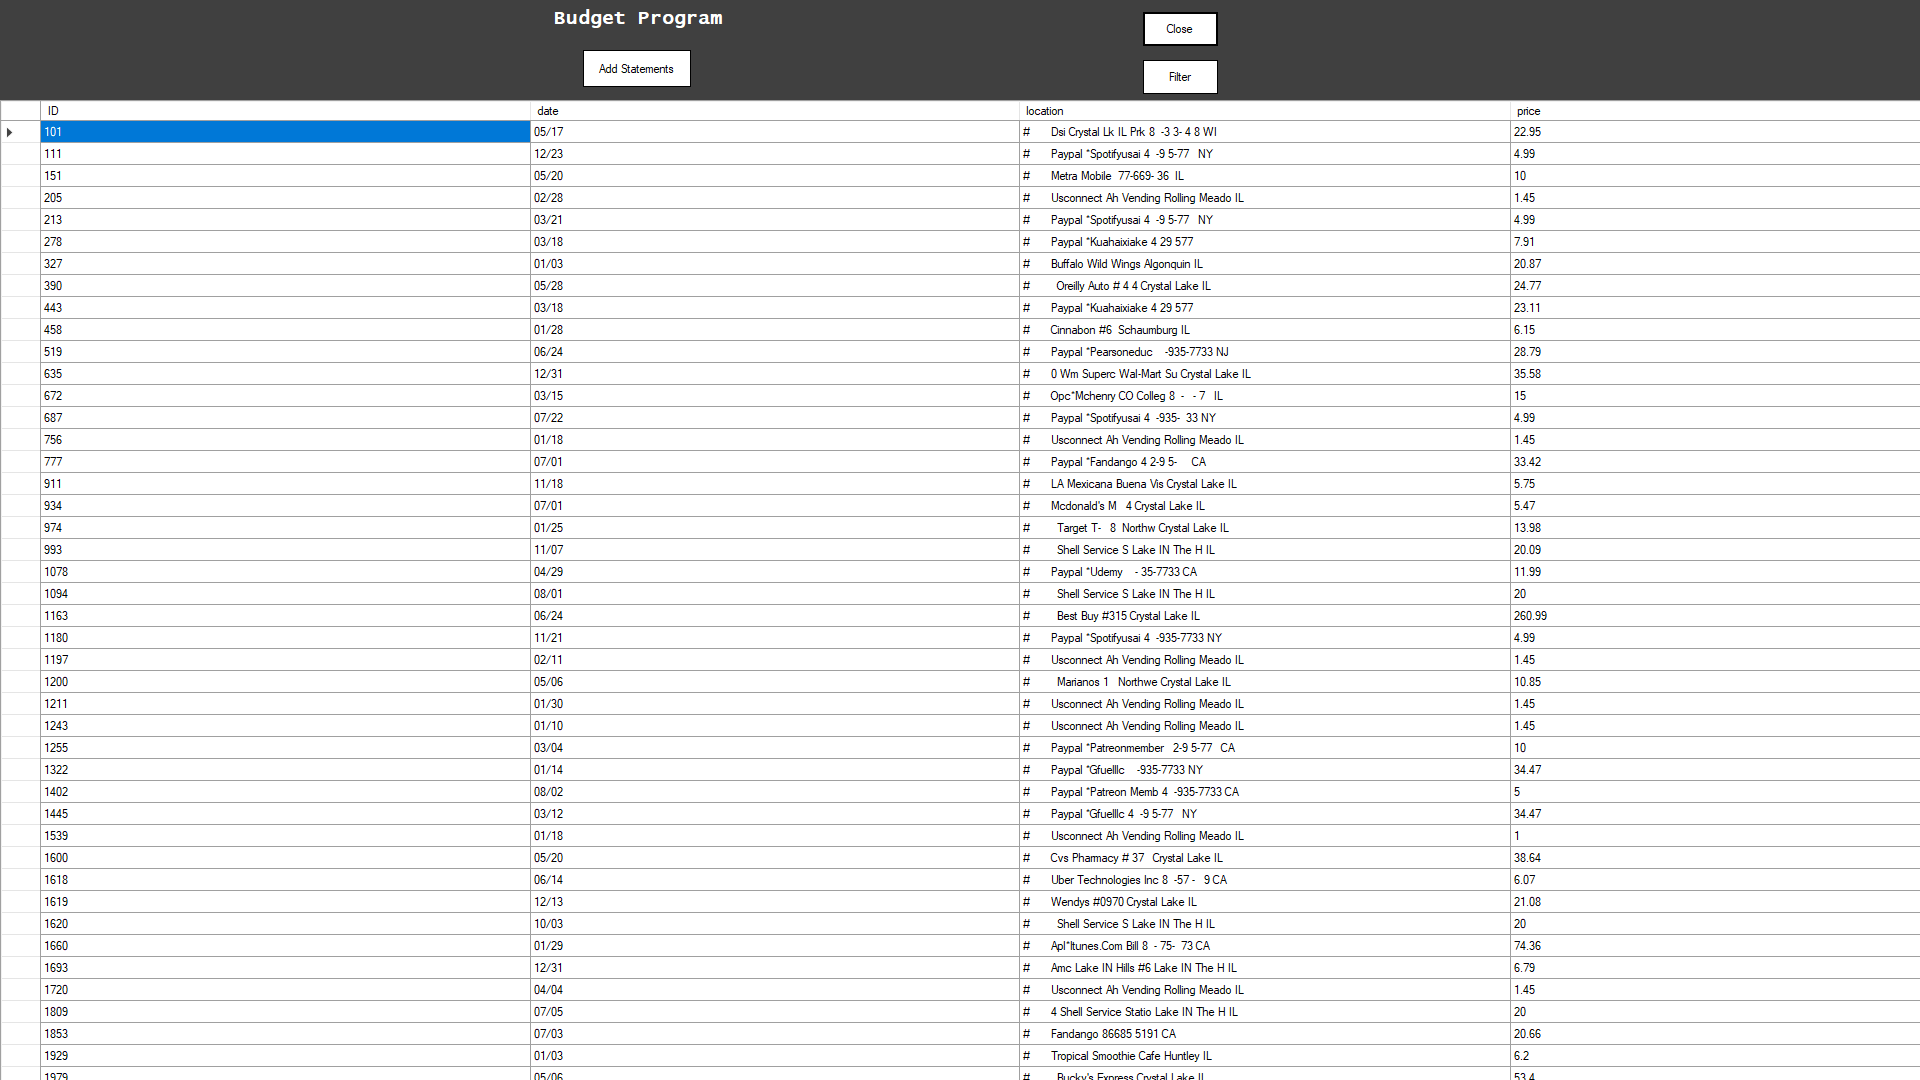 Budget Program
Close
Add Statements
Filter
ID date location price
101 05/17 # Dsi Crystal Lk IL Prk 8 -3 3- 4 8 WI 22.95
111 12/23 # Paypal *Spotifyusai 4 -9 5-77 NY 4.99
151 05/20 # Metra Mobile 77-669- 36 IL 10
205 02/28 # Usconnect Ah Vending Rolling Meado IL 1.45
213 03/21 # Paypal *Spotifyusai 4 -9 5-77 NY 4.99
278 03/18 # Paypal *Kuahaixiake 4 29 577 7.91
327 01/03 # Buffalo Wild Wings Algonquin IL 20.87
390 05/28 # Oreilly Auto # 4 4 Crystal Lake IL 24.77
443 03/18 # Paypal *Kuahaixiake 4 29 577 23.11
458 01/28 # Cinnabon #6 Schaumburg IL 6.15
519 06/24 # Paypal *Pearsoneduc -935-7733 NJ 28.79
635 12/31 # 0 Wm Superc Wal-Mart Su Crystal Lake IL 35.58
672 03/15 # Opc*Mchenry CO Colleg 8 - - 7 IL 15
687 07/22 # Paypal *Spotifyusai 4 -935- 33 NY 4.99
756 01/18 # Usconnect Ah Vending Rolling Meado IL 1.45
777 07/01 # Paypal *Fandango 4 2-9 5- CA 33.42
911 11/18 # LA Mexicana Buena Vis Crystal Lake IL 5.75
934 07/01 # Mcdonald's M 4 Crystal Lake IL 5.47
974 01/25 # Target T- 8 Northw Crystal Lake IL 13.98
993 11/07 # Shell Service S Lake IN The H IL 20.09
1078 04/29 # Paypal *Udemy - 35-7733 CA 11.99
1094 08/01 # Shell Service S Lake IN The H IL 20
1163 06/24 # Best Buy #315 Crystal Lake IL 260.99
1180 11/21 # Paypal *Spotifyusai 4 -935-7733 NY 4.99
1197 02/11 # Usconnect Ah Vending Rolling Meado IL 1.45
1200 05/06 # Marianos 1 Northwe Crystal Lake IL 10.85
1211 01/30 # Usconnect Ah Vending Rolling Meado IL 1.45
1243 01/10 # Usconnect Ah Vending Rolling Meado IL 1.45
1255 03/04 # Paypal *Patreonmember 2-9 5-77 CA 10
1322 01/14 # Paypal *Gfuelllc -935-7733 NY 34.47
1402 08/02 # Paypal *Patreon Memb 4 -935-7733 CA 5
1445 03/12 # Paypal *Gfuelllc 4 -9 5-77 NY 34.47
1539 01/18 # Usconnect Ah Vending Rolling Meado IL 1
1600 05/20 # Cvs Pharmacy # 37 Crystal Lake IL 38.64
1618 06/14 # Uber Technologies Inc 8 -57 - 9 CA 6.07
1619 12/13 # Wendys #0970 Crystal Lake IL 21.08
1620 10/03 # Shell Service S Lake IN The H IL 20
1660 01/29 # Apl*Itunes.Com Bill 8 - 75- 73 CA 74.36
1693 12/31 # Amc Lake IN Hills #6 Lake IN The H IL 6.79
1720 04/04 # Usconnect Ah Vending Rolling Meado IL 1.45
1809 07/05 # 4 Shell Service Statio Lake IN The H IL 20
1853 07/03 # Fandango 86685 5191 CA 20.66
1929 01/03 # Tropical Smoothie Cafe Huntley IL 6.2
1979 05/06 # Bucky's Express Crystal Lake IL 53.4